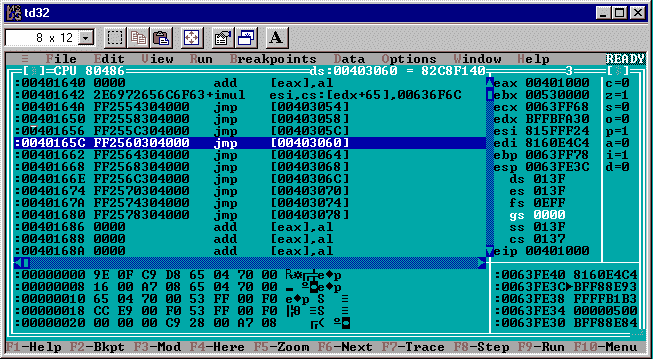 td32
8 x 12 A
≡ File Edit View Run Breakpoints Data Options Window Help READY
CPU 80486 ds:00403060 = 82C8F140 3
:00401640 0000 add [eax],al eax 00401000 c=0
:00401642 2E6972656C6F63+imul esi,cs:[edx+65],00636F6C ebx 00530000 z=1
:0040164A FF2554304000 jmp [00403054] ecx 0063FF68 s=0
:00401650 FF2558304000 jmp [00403058] edx BFFBFA30 o=0
:00401656 FF255C304000 jmp [0040305C] esi 815FFF24 p=1
:0040165C FF2560304000 jmp [00403060] edi 8160E4C4 a=0
:00401662 FF2564304000 jmp [00403064] ebp 0063FF78 i=1
:00401668 FF2568304000 jmp [00403068] esp 0063FE3C d=0
:0040166E FF256C304000 jmp [0040306C] ds 013F
:00401674 FF2570304000 jmp [00403070] es 013F
:0040167A FF2574304000 jmp [00403074] fs 0EFF
:00401680 FF2578304000 jmp [00403078] gs 0000
:00401686 0000 add [eax],al ss 013F
:00401688 0000 add [eax],al cs 0137
:0040168A 0000 add [eax],al eip 00401000
:00000000 9E 0F C9 D8 65 04 70 00 :0063FE40 8160E4C4
:00000008 16 00 A7 08 65 04 70 00 :0063FE3C►BFF88E93
:00000010 65 04 70 00 53 FF 00 F0 :0063FE38 FFFFB1B3
:00000018 CC E9 00 F0 53 FF 00 F0 :0063FE34 00000500
:00000020 00 00 00 C9 28 00 A7 08 :0063FE30 BFF88E84
F1-Help F2-Bkpt F3-Mod F4-Here F5-Zoom F6-Next F7-Trace F8-Step F9-Run F10-Menu